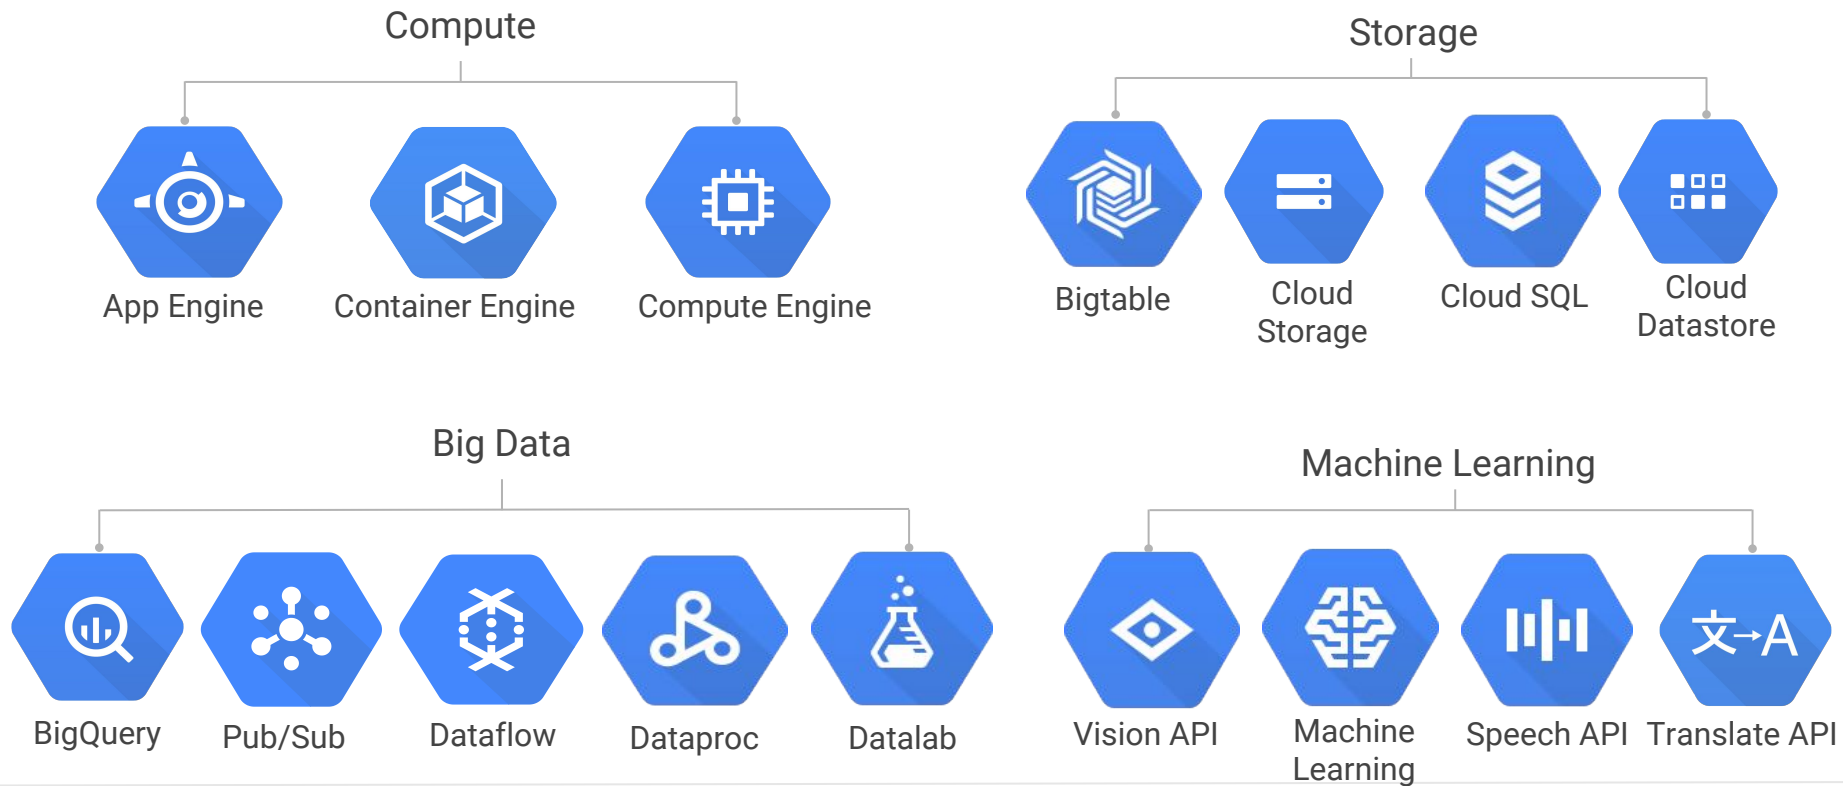 Compute
App Engine
Container Engine
Compute Engine
Storage
Bigtable
Cloud
Storage
Cloud SQL
Cloud
Datastore
Big Data
BigQuery
Pub/Sub
Dataflow
Dataproc
Datalab
Machine Learning
Vision API
Machine
Learning
Speech API
文→A
Translate API